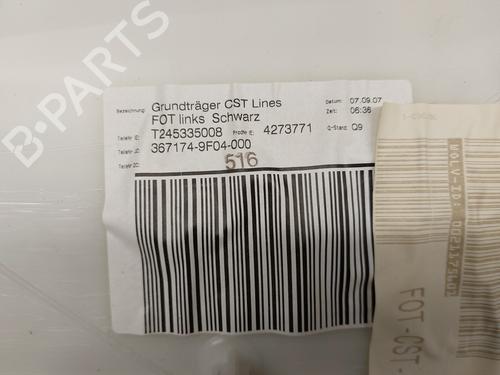 B-PARTS
Bezeichnung: Grundträger CST Lines Datum: 07.09.07
FOT links Schwarz Zeit: 06:36
T245335008 4273771 Q-Stand: Q9
367174-9F04-000
516
FOT-CST-